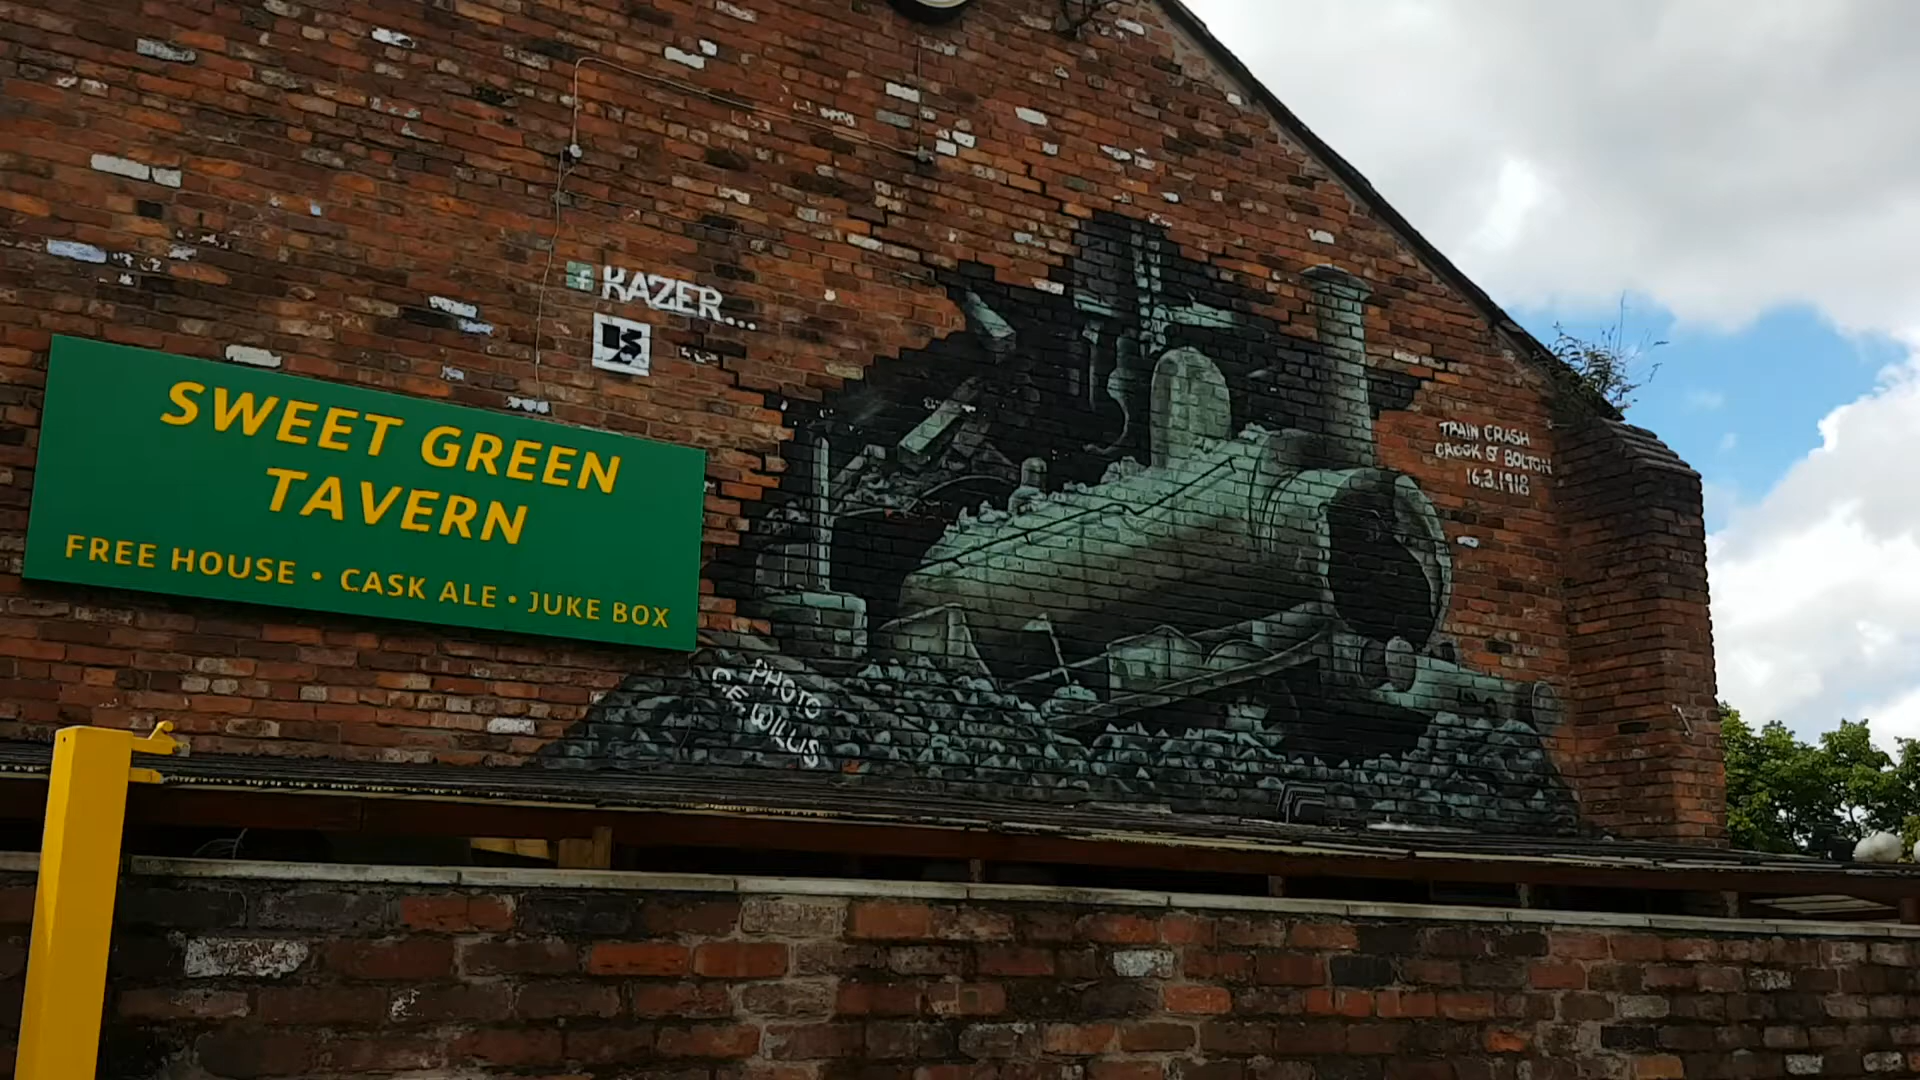 KAZER...
SWEET GREEN
TAVERN
FREE HOUSE • CASK ALE • JUKE BOX
TRAIN CRASH
CROOK ST BOLTON
16.3.1918
PHOTO
C.E. WILLIS